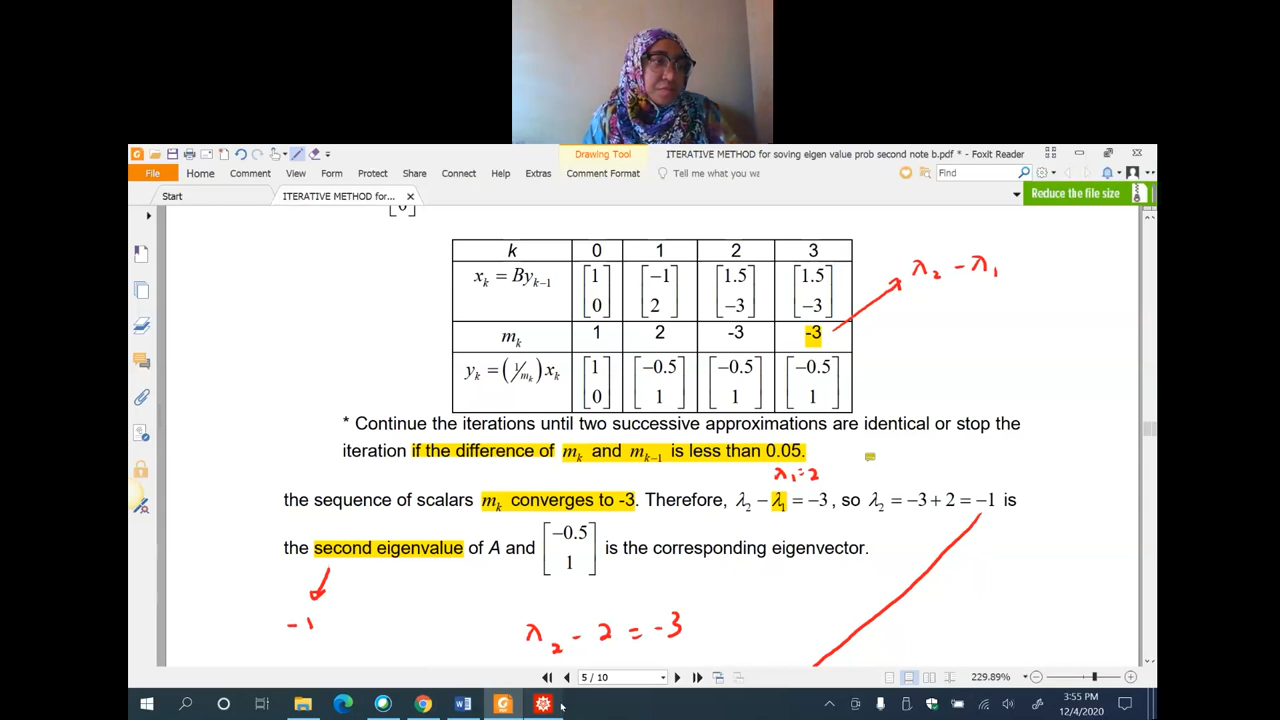 Drawing Tool
ITERATIVE METHOD for soving eigen value prob second note b.pdf * - Foxit Reader
File Home Comment View Form Protect Share Connect Help Extras Comment Format Tell me what you wa Find
Start ITERATIVE METHOD for... Reduce the file size
[0]
k 0 1 2 3
x_k = By_{k-1} [1 0] [-1 2] [1.5 -3] [1.5 -3]
λ₂ - λ₁
m_k 1 2 -3 -3
y_k = (1/m_k) x_k [1 0] [-0.5 1] [-0.5 1] [-0.5 1]
* Continue the iterations until two successive approximations are identical or stop the
iteration if the difference of m_k and m_{k-1} is less than 0.05.
λ₁ = 2
the sequence of scalars m_k converges to -3. Therefore, λ₂ - λ₁ = -3, so λ₂ = -3 + 2 = -1 is
the second eigenvalue of A and [-0.5 1] is the corresponding eigenvector.
-1
λ₂ - 2 = -3
5 / 10 229.89%
3:55 PM
12/4/2020